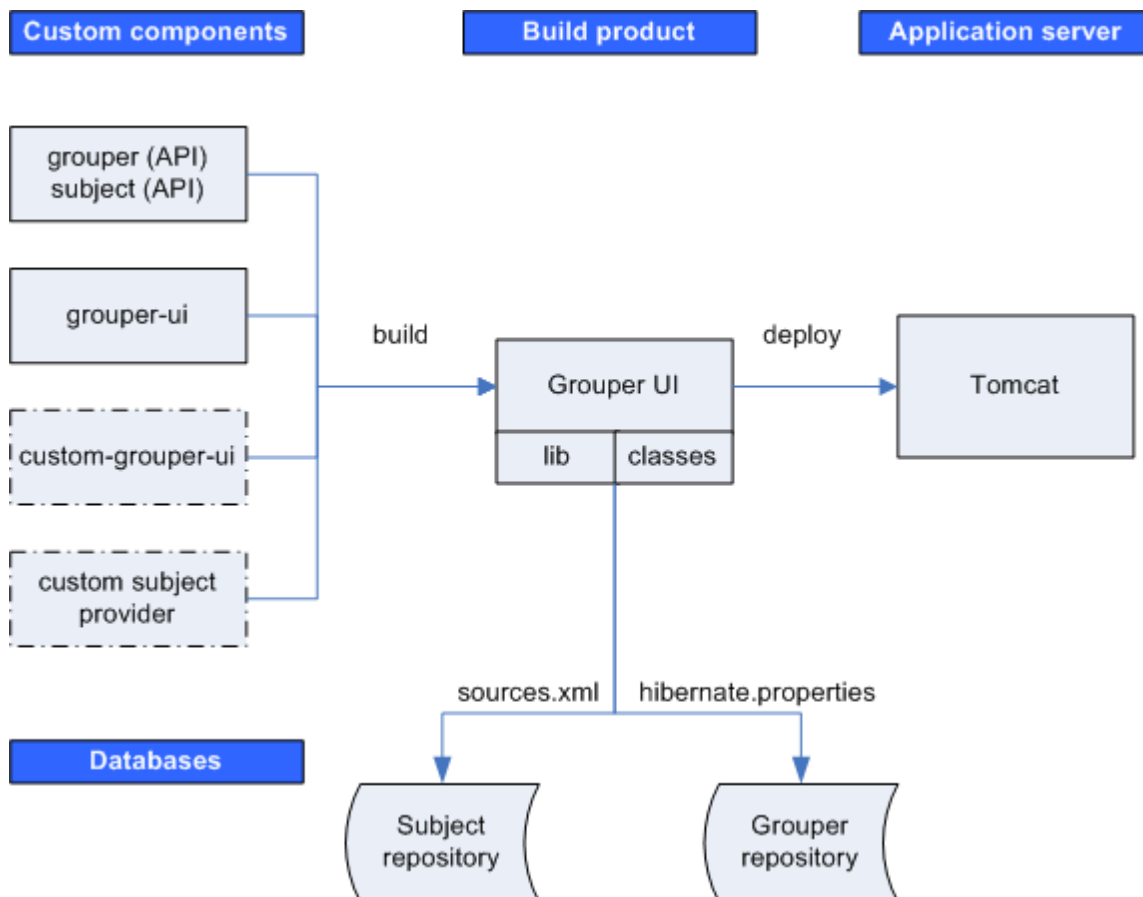 Custom components
Build product
Application server
grouper (API)
subject (API)
grouper-ui
build
deploy
Grouper UI
Tomcat
lib
classes
custom-grouper-ui
custom subject
provider
sources.xml
hibernate.properties
Databases
Subject
repository
Grouper
repository